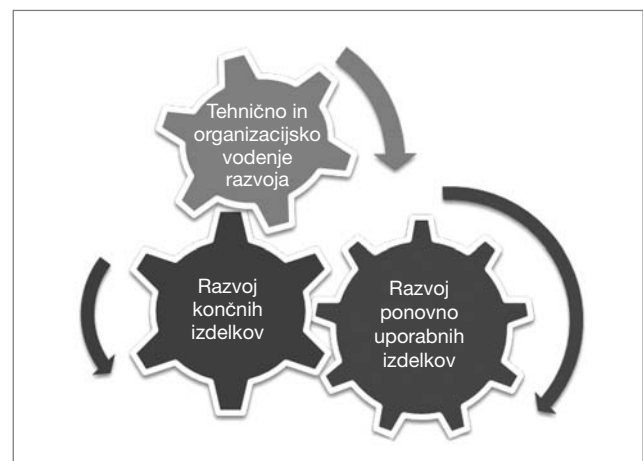 Tehnično in
organizacijsko
vodenje
razvoja
Razvoj
končnih
izdelkov
Razvoj
ponovno
uporabnih
izdelkov